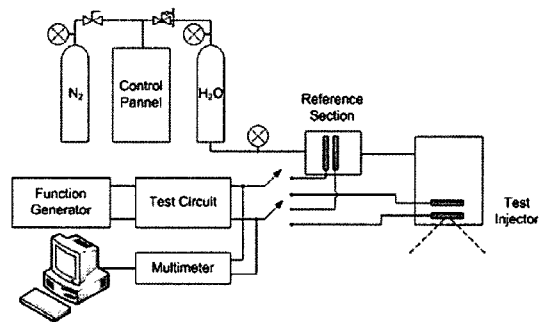 N₂
Control
Pannel
H₂O
Reference
Section
Function
Generator
Test Circuit
Test
Injector
Multimeter